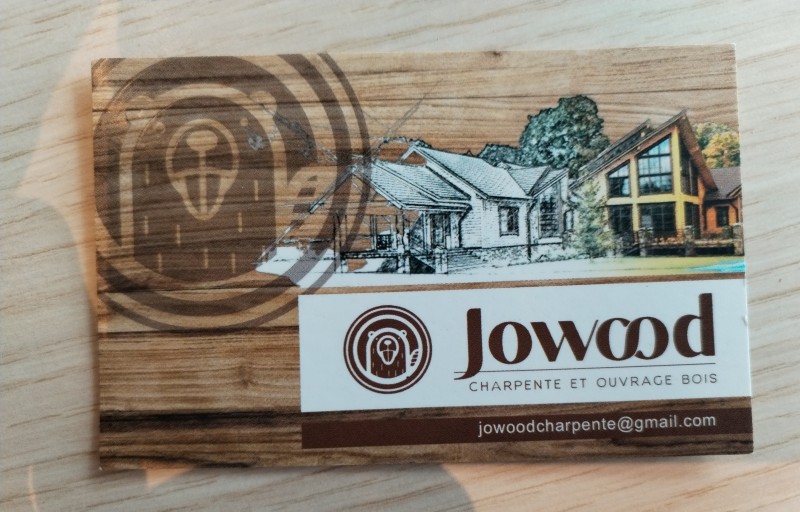 Jowood
CHARPENTE ET OUVRAGE BOIS
jowoodcharpente@gmail.com